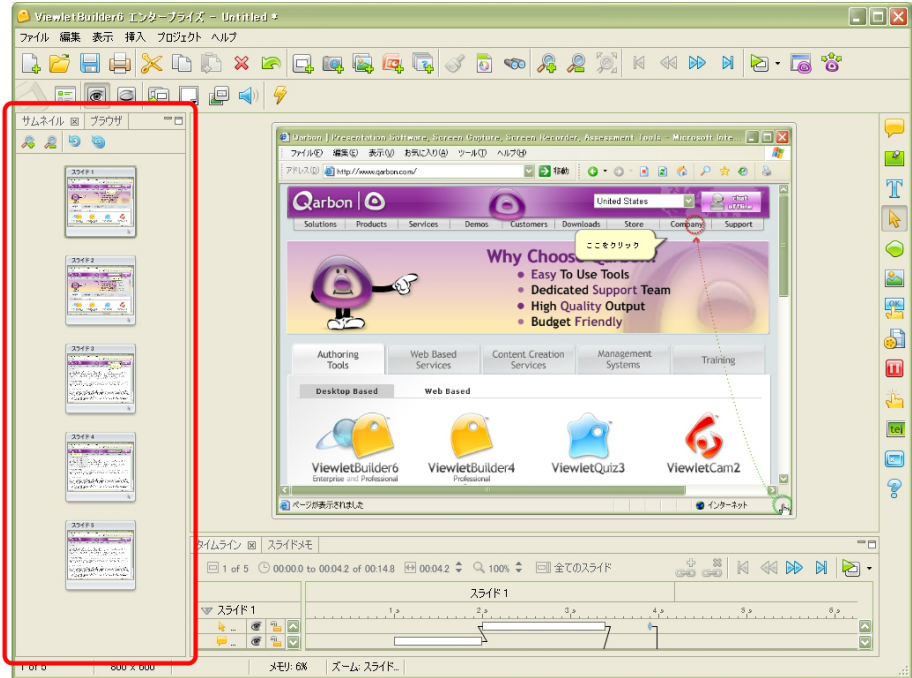 ViewletBuilder6 エンタープライズ - Untitled *
ファイル 編集 表示 挿入 プロジェクト ヘルプ
サムネイル ブラウザ
スライド 1
スライド 2
スライド 3
スライド 4
スライド 5
Qarbon | Presentation Software, Screen Capture, Screen Recorder, Assessment Tools - Microsoft Inte...
ファイル(F) 編集(E) 表示(V) お気に入り(A) ツール(T) ヘルプ(H)
アドレス(D) http://www.qarbon.com/ 移動
Qarbon
United States
chat offline
Solutions Products Services Demos Customers Downloads Store Company Support
ここをクリック
Why Choose
Easy To Use Tools
Dedicated Support Team
High Quality Output
Budget Friendly
Authoring Tools
Web Based Services
Content Creation Services
Management Systems
Training
Desktop Based Web Based
ViewletBuilder6
Enterprise and Professional
ViewletBuilder4
Professional
ViewletQuiz3
ViewletCam2
ページが表示されました インターネット
タイムライン スライドメモ
1 of 5 00:00.0 to 00:04.2 of 00:14.8 00:04.2 100% 全てのスライド
スライド 1
スライド 1 1s 2s 3s 4s 5s 6s
1 of 5 800 x 600 メモリ: 6% ズーム: スライド...